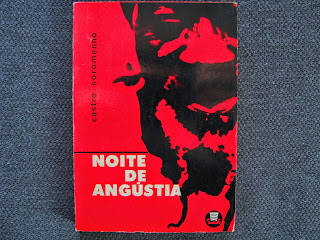 castro soromenho
NOITE
DE
ANGÚSTIA